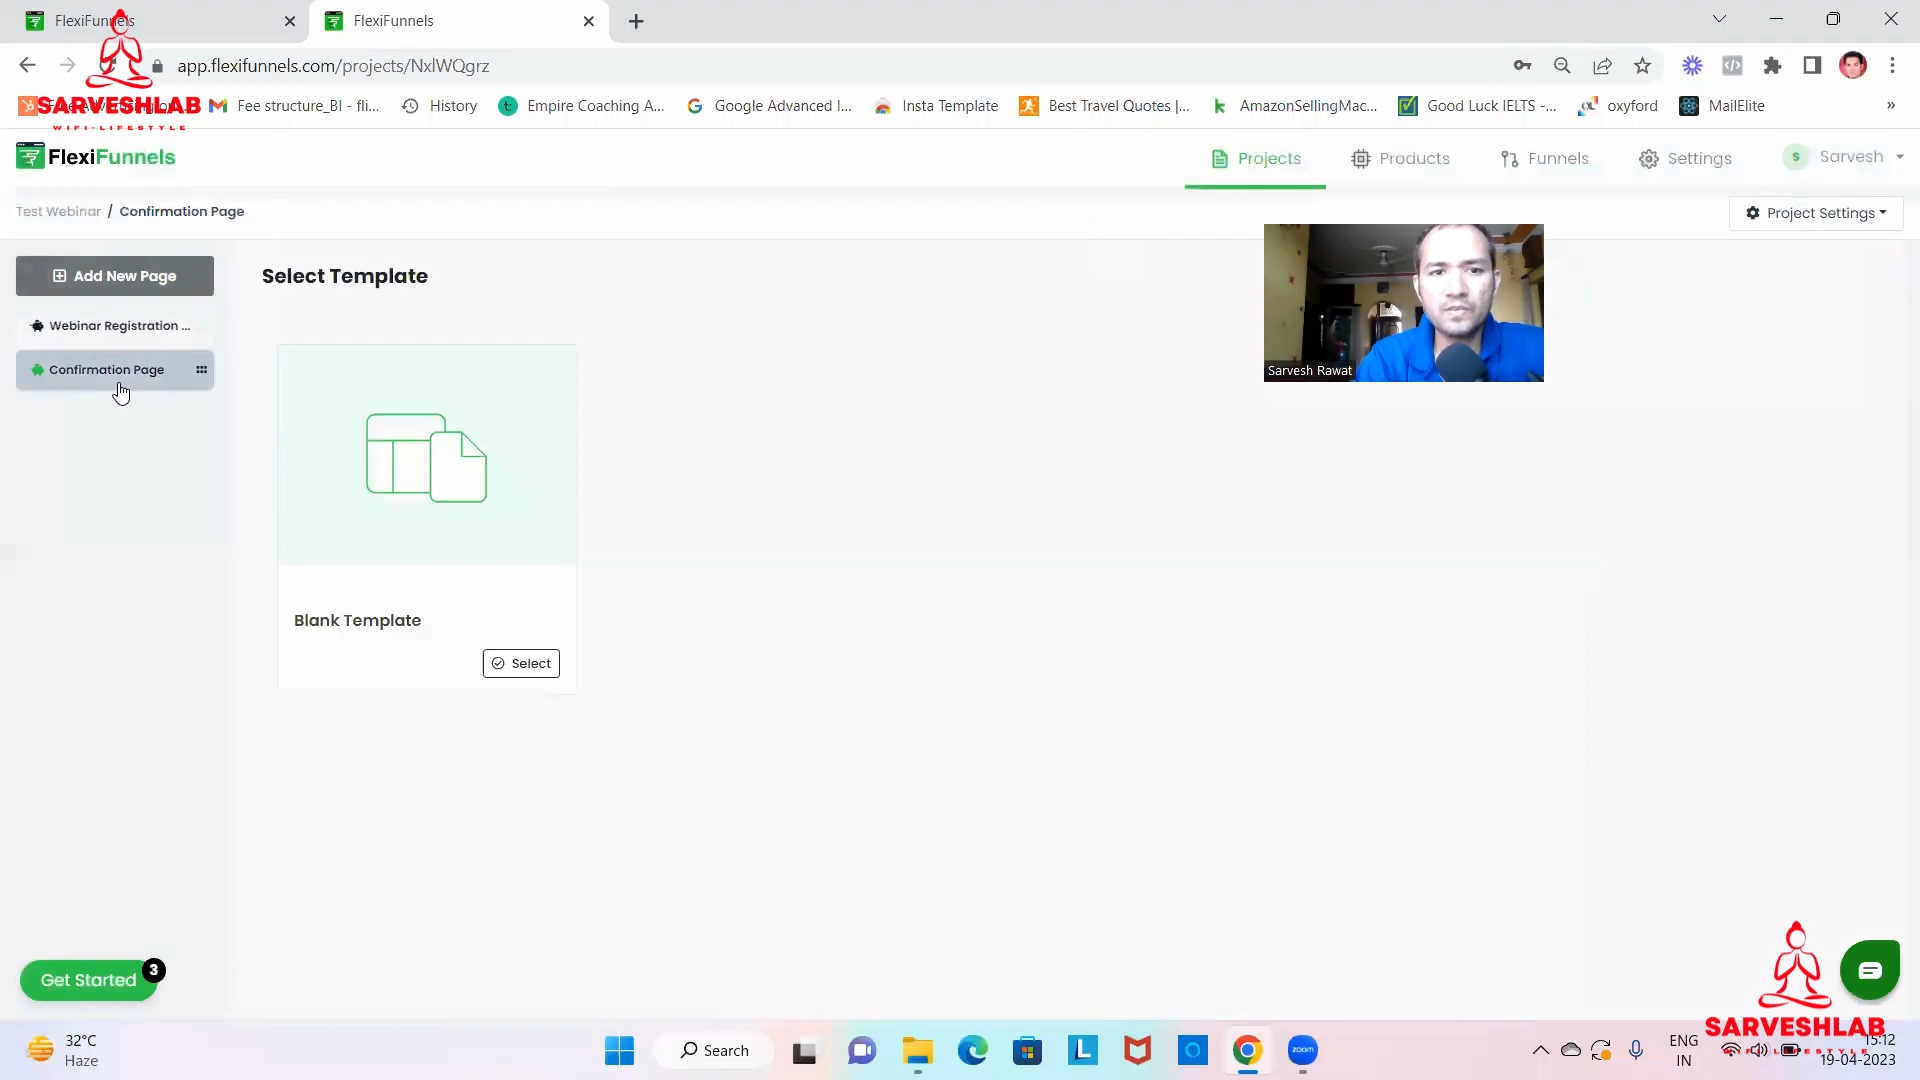 FlexiFunnels
FlexiFunnels
app.flexifunnels.com/projects/NxlWQgrz
SARVESHLAB
WIFI-LIFESTYLE
Fee structure_BI - fli...
History
Empire Coaching A...
Google Advanced I...
Insta Template
Best Travel Quotes |...
AmazonSellingMac...
Good Luck IELTS -...
oxyford
MailElite
»
FlexiFunnels
Projects
Products
Funnels
Settings
S
Sarvesh
Test Webinar / Confirmation Page
Project Settings
Add New Page
Webinar Registration ...
Confirmation Page
Select Template
Sarvesh Rawat
Blank Template
Select
Get Started
3
SARVESHLAB
32°C
Haze
Search
L
zoom
ENG
IN
15:12
19-04-2023